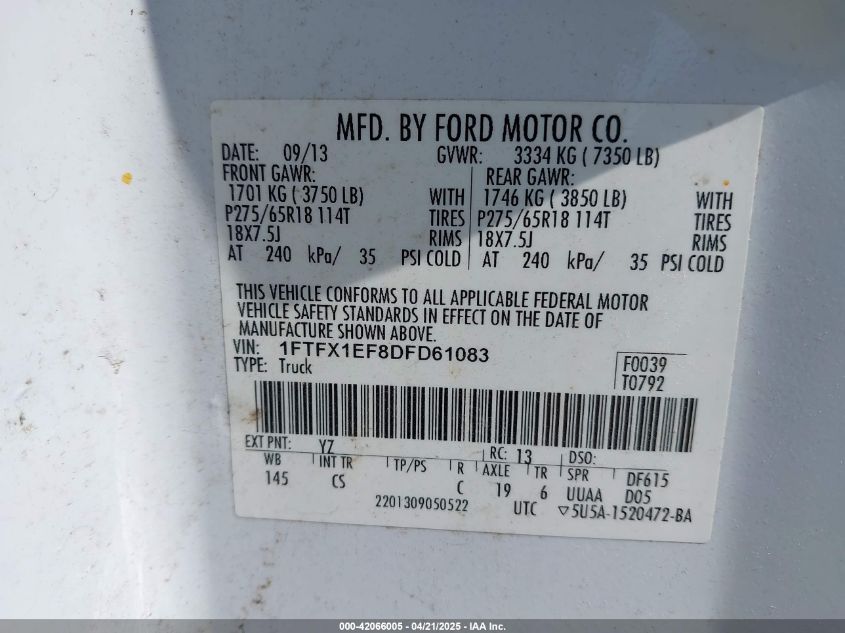 MFD. BY FORD MOTOR CO.
DATE: 09/13 GVWR: 3334 KG ( 7350 LB)
FRONT GAWR: REAR GAWR:
1701 KG ( 3750 LB) WITH 1746 KG ( 3850 LB) WITH
P275/65R18 114T TIRES P275/65R18 114T TIRES
18X7.5J RIMS 18X7.5J RIMS
AT 240 kPa/ 35 PSI COLD AT 240 kPa/ 35 PSI COLD
THIS VEHICLE CONFORMS TO ALL APPLICABLE FEDERAL MOTOR
VEHICLE SAFETY STANDARDS IN EFFECT ON THE DATE OF
MANUFACTURE SHOWN ABOVE.
VIN: 1FTFX1EF8DFD61083
TYPE: Truck
F0039
T0792
EXT PNT: YZ RC: 13 DSO:
WB INT TR TP/PS R AXLE TR SPR DF615
145 CS C 19 6 UUAA D05
2201309050522 UTC ▽5U5A-1520472-BA
000-42066005 - 04/21/2025 - IAA Inc.